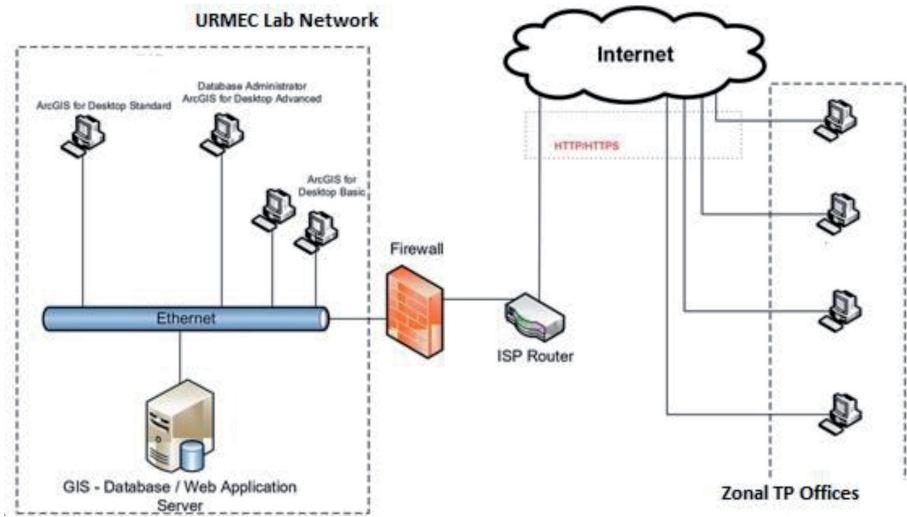 URMEC Lab Network
Internet
Database Administrator
ArcGIS for Desktop Standard
ArcGIS for Desktop Advanced
HTTP/HTTPS
ArcGIS for
Desktop Basic
Firewall
Ethernet
ISP Router
GIS - Database / Web Application
Server
Zonal TP Offices